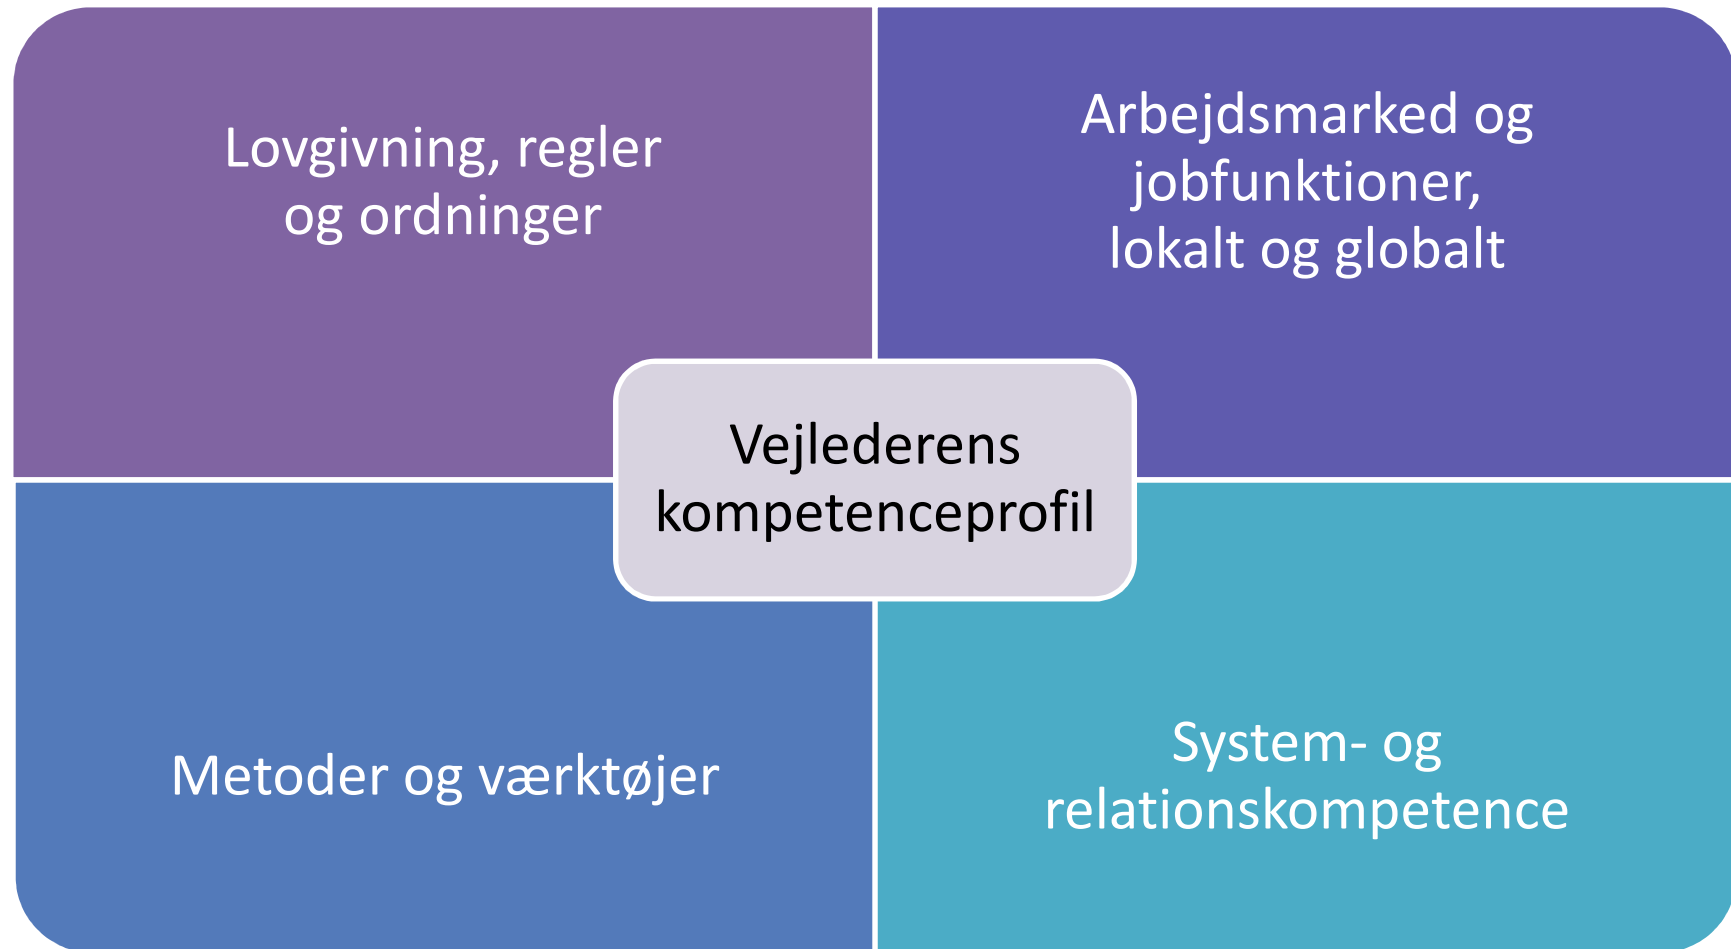 Lovgivning, regler
og ordninger
Arbejdsmarked og
jobfunktioner,
lokalt og globalt
Vejlederens
kompetenceprofil
Metoder og værktøjer
System- og
relationskompetence